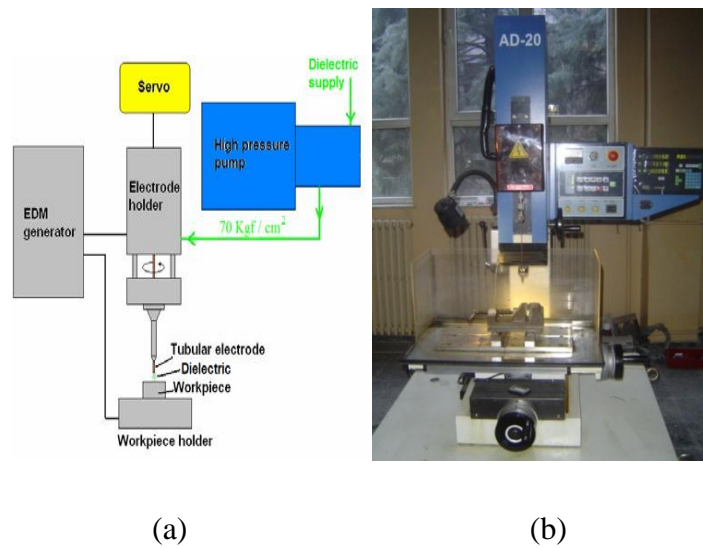 Servo
Dielectric
supply
High pressure
pump
EDM
generator
Electrode
holder
70 Kgf / cm²
Tubular electrode
Dielectric
Workpiece
Workpiece holder
AD-20
(a)
(b)